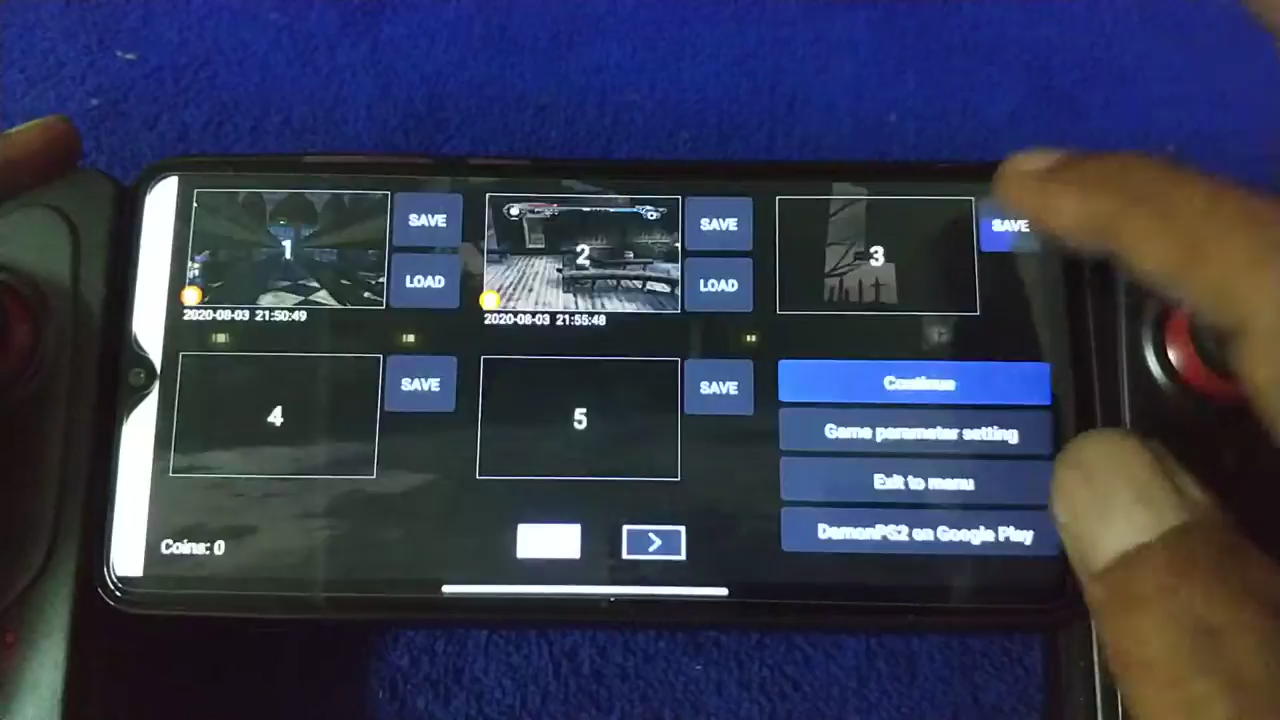 1
SAVE
LOAD
2020-08-03 21:50:49
2
SAVE
LOAD
2020-08-03 21:55:48
3
SAVE
4
SAVE
5
SAVE
Continue
Game parameter setting
Exit to menu
DamonPS2 on Google Play
Coins: 0
>